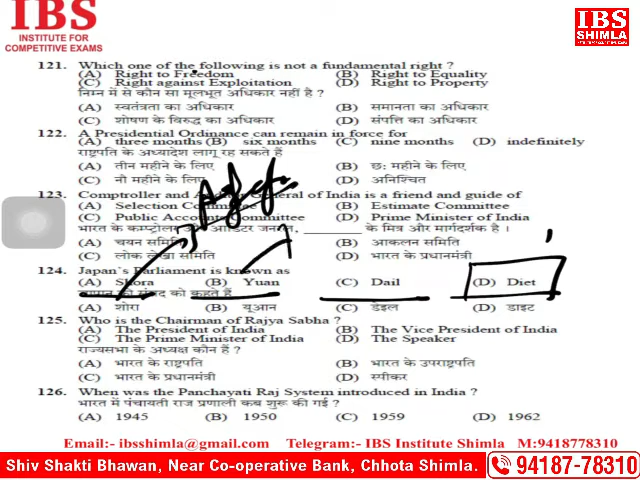 IBS
INSTITUTE FOR
COMPETITIVE EXAMS
IBS
SHIMLA
121. Which one of the following is not a fundamental right?
(A) Right to Freedom (B) Right to Equality
(C) Right against Exploitation (D) Right to Property
निम्न में से कौन सा मूलभूत अधिकार नहीं है ?
(A) स्वतंत्रता का अधिकार (B) समानता का अधिकार
(C) शोषण के विरुद्ध का अधिकार (D) संपत्ति का अधिकार
122. A Presidential Ordinance can remain in force for
(A) three months (B) six months (C) nine months (D) indefinitely
राष्ट्रपति के अध्यादेश लागू रह सकते हैं
(A) तीन महीने के लिए (B) छः महीने के लिए
(C) नौ महीने के लिए (D) अनिश्चित
123. Comptroller and General of India is a friend and guide of
(A) Selection Committee (B) Estimate Committee
(C) Public Accounts Committee (D) Prime Minister of India
भारत के कम्प्ट्रोलर ऑडिटर जनरल, ________ के मित्र और मार्गदर्शक है ।
(A) चयन समिति (B) आकलन समिति
(C) लोक लेखा समिति (D) भारत के प्रधानमंत्री
124. Japan's Parliament is known as
(A) Shora (B) Yuan (C) Dail (D) Diet
जापान की संसद को कहते हैं
(A) शोरा (B) यूआन (C) डेइल (D) डाइट
125. Who is the Chairman of Rajya Sabha?
(A) The President of India (B) The Vice President of India
(C) The Prime Minister of India (D) The Speaker
राज्यसभा के अध्यक्ष कौन हैं ?
(A) भारत के राष्ट्रपति (B) भारत के उपराष्ट्रपति
(C) भारत के प्रधानमंत्री (D) स्पीकर
126. When was the Panchayati Raj System introduced in India ?
भारत में पंचायती राज प्रणाली कब शुरू की गई ?
(A) 1945 (B) 1950 (C) 1959 (D) 1962
Email:- ibsshimla@gmail.com Telegram:- IBS Institute Shimla M:9418778310
Shiv Shakti Bhawan, Near Co-operative Bank, Chhota Shimla. 94187-78310